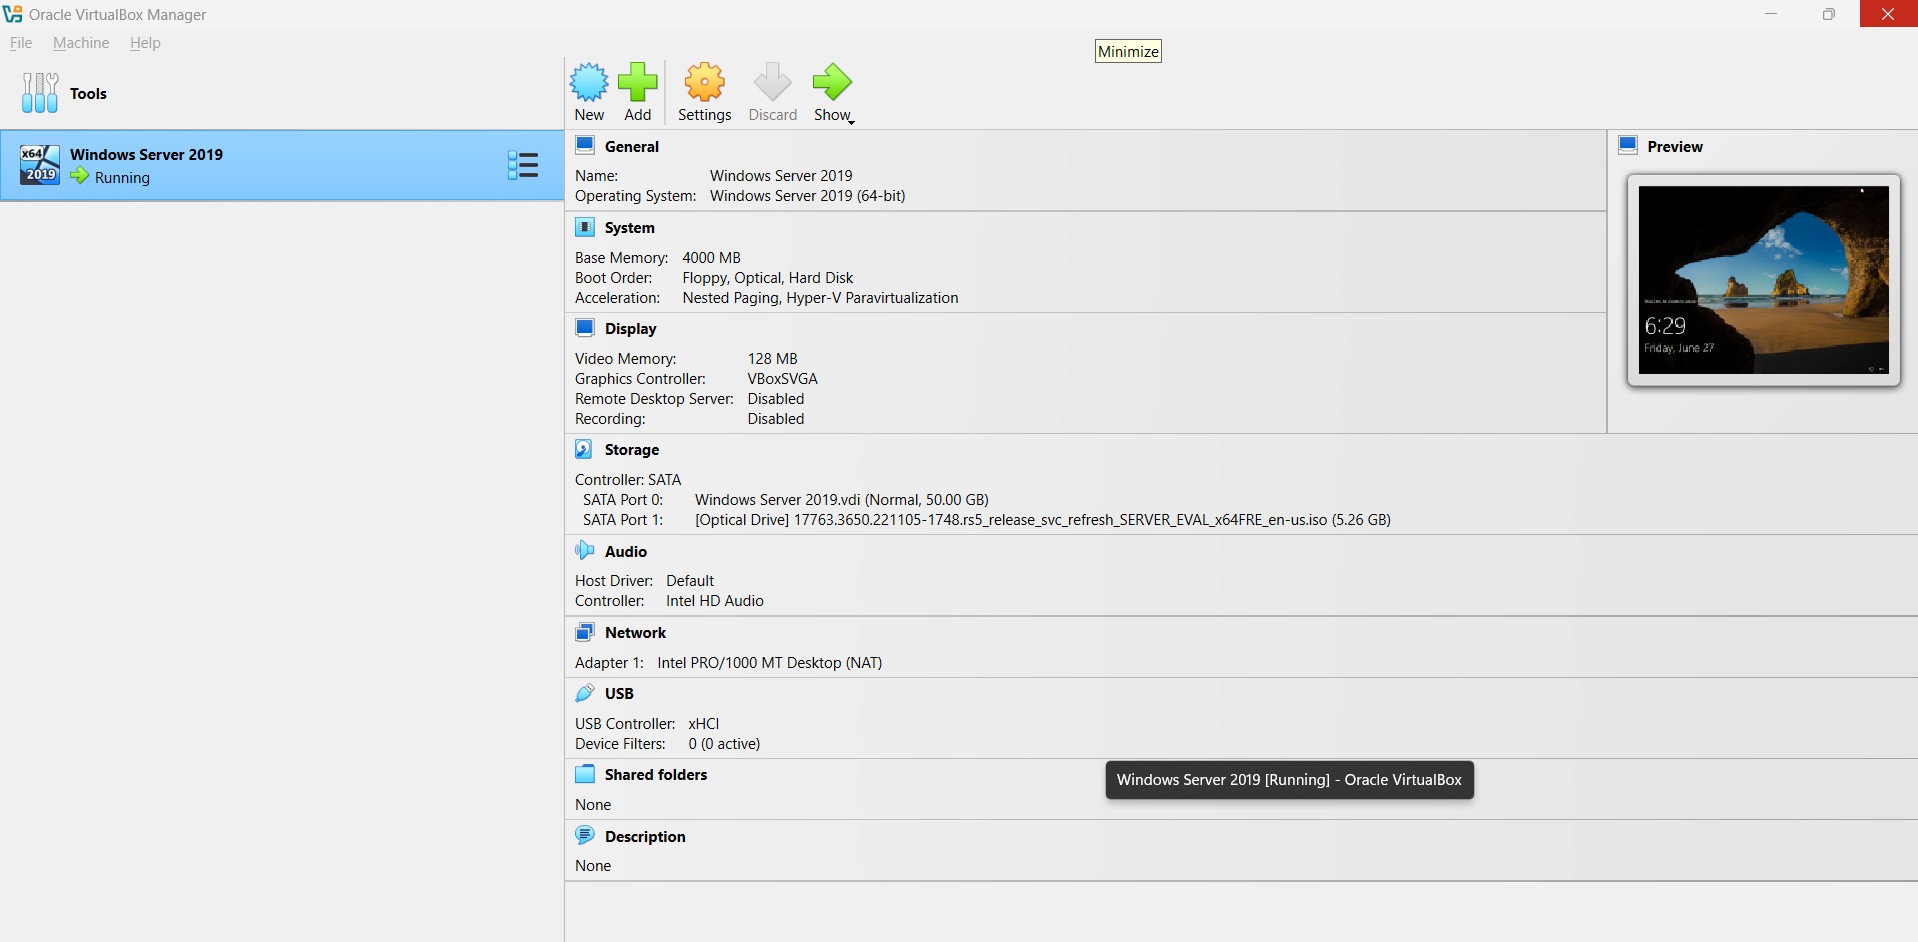 Oracle VirtualBox Manager
File Machine Help
Minimize
Tools
New Add Settings Discard Show
x64 2019
Windows Server 2019
Running
General
Name: Windows Server 2019
Operating System: Windows Server 2019 (64-bit)
System
Base Memory: 4000 MB
Boot Order: Floppy, Optical, Hard Disk
Acceleration: Nested Paging, Hyper-V Paravirtualization
Display
Video Memory: 128 MB
Graphics Controller: VBoxSVGA
Remote Desktop Server: Disabled
Recording: Disabled
Preview
6:29
Friday, June 27
Storage
Controller: SATA
SATA Port 0: Windows Server 2019.vdi (Normal, 50.00 GB)
SATA Port 1: [Optical Drive] 17763.3650.221105-1748.rs5_release_svc_refresh_SERVER_EVAL_x64FRE_en-us.iso (5.26 GB)
Audio
Host Driver: Default
Controller: Intel HD Audio
Network
Adapter 1: Intel PRO/1000 MT Desktop (NAT)
USB
USB Controller: xHCI
Device Filters: 0 (0 active)
Shared folders
None
Windows Server 2019 [Running] - Oracle VirtualBox
Description
None